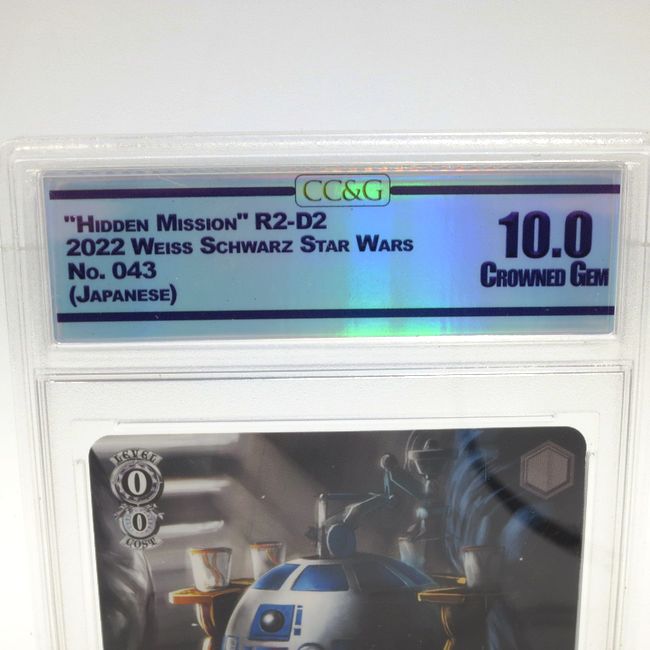 CC&G
"Hidden Mission" R2-D2
2022 Weiss Schwarz Star Wars
No. 043
(Japanese)
10.0
Crowned Gem
LEVEL
0
0
COST